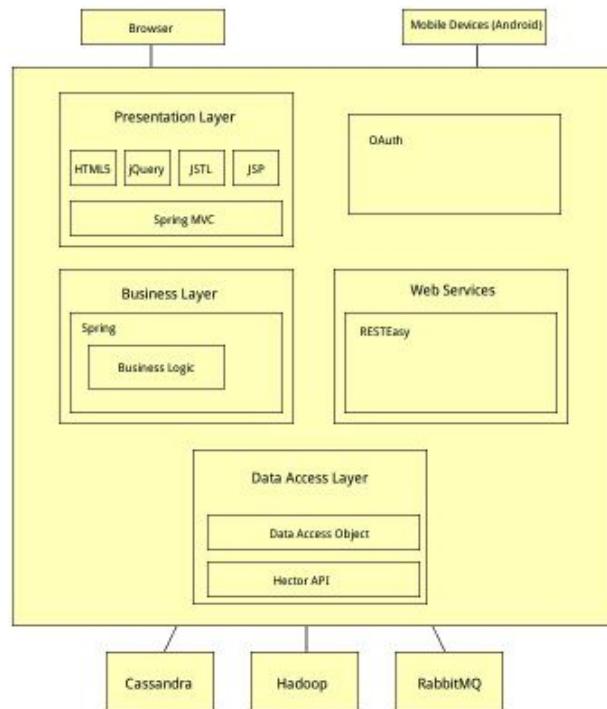 Browser
Mobile Devices (Android)
Presentation Layer
HTML5
jQuery
JSTL
JSP
Spring MVC
OAuth
Business Layer
Spring
Business Logic
Web Services
RESTEasy
Data Access Layer
Data Access Object
Hector API
Cassandra
Hadoop
RabbitMQ